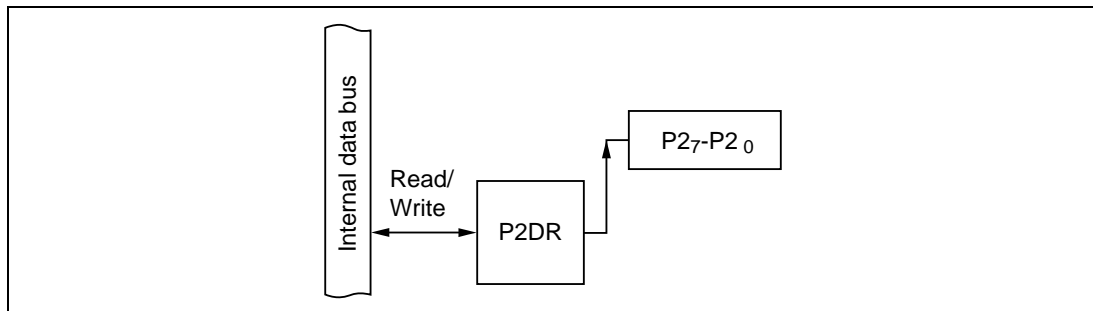 Internal data bus
Read/
Write
P2DR
P2₇-P2 ₀